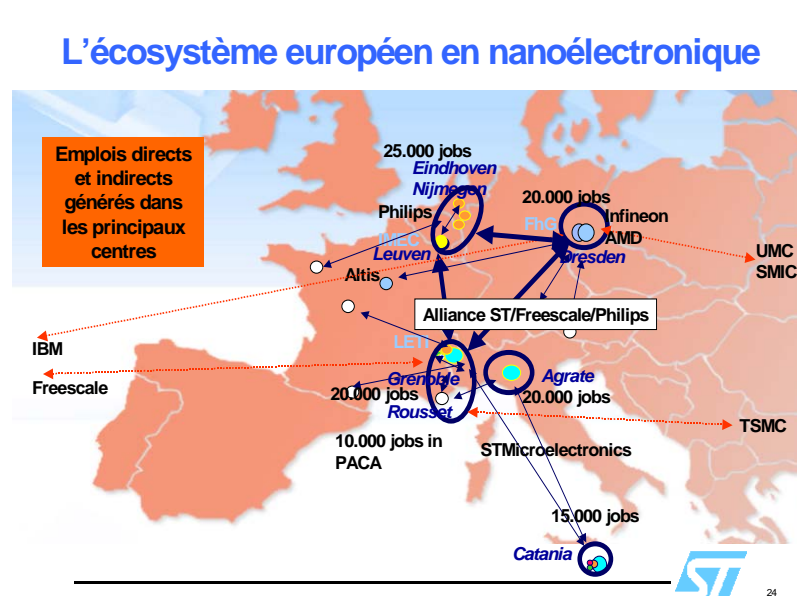 L'écosystème européen en nanoélectronique
Emplois directs
et indirects
générés dans
les principaux
centres
25.000 jobs
Eindhoven
Nijmegen
Philips
IMEC
Leuven
20.000 jobs
FhG
Infineon
AMD
Dresden
UMC
SMIC
Altis
Alliance ST/Freescale/Philips
IBM
Freescale
LETI
Grenoble
20.000 jobs
Rousset
10.000 jobs in
PACA
Agrate
20.000 jobs
TSMC
STMicroelectronics
15.000 jobs
Catania
ST
24